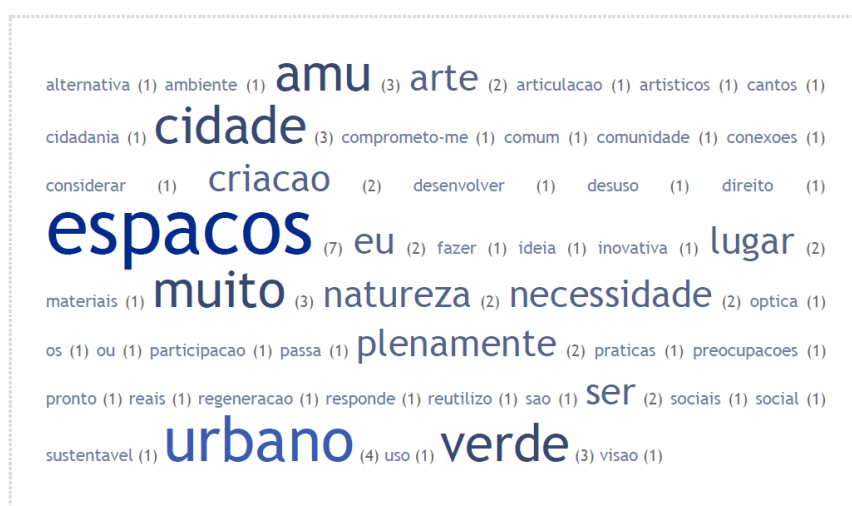 alternativa (1) ambiente (1) amu (3) arte (2) articulacao (1) artisticos (1) cantos (1)
cidadania (1) cidade (3) comprometo-me (1) comum (1) comunidade (1) conexoes (1)
considerar (1) criacao (2) desenvolver (1) desuso (1) direito (1)
espacos (7) eu (2) fazer (1) ideia (1) inovativa (1) lugar (2)
materiais (1) muito (3) natureza (2) necessidade (2) optica (1)
os (1) ou (1) participacao (1) passa (1) plenamente (2) praticas (1) preocupacoes (1)
pronto (1) reais (1) regeneracao (1) responde (1) reutilizo (1) sao (1) ser (2) sociais (1) social (1)
sustentavel (1) urbano (4) uso (1) verde (3) visao (1)